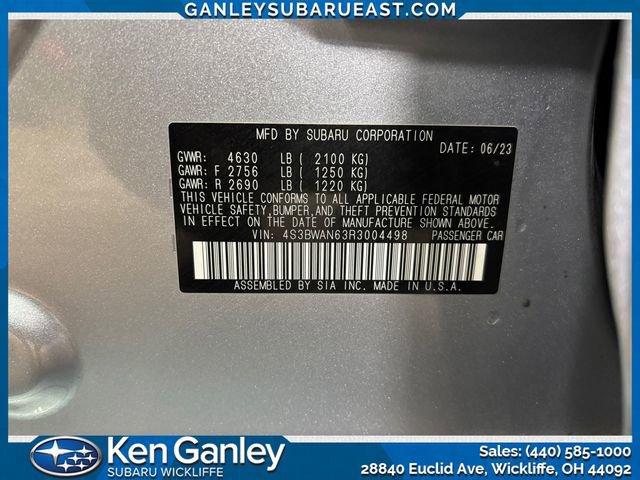 GANLEYSUBARUEAST.COM
MFD BY SUBARU CORPORATION
DATE: 06/23
GVWR: 4630 LB ( 2100 KG)
GAWR: F 2756 LB ( 1250 KG)
GAWR: R 2690 LB ( 1220 KG)
THIS VEHICLE CONFORMS TO ALL APPLICABLE FEDERAL MOTOR
VEHICLE SAFETY, BUMPER, AND THEFT PREVENTION STANDARDS
IN EFFECT ON THE DATE OF MANUFACTURE SHOWN ABOVE.
VIN: 4S3BWAN63R3004498 PASSENGER CAR
ASSEMBLED BY SIA INC. MADE IN U.S.A.
Ken Ganley
SUBARU WICKLIFFE
Sales: (440) 585-1000
28840 Euclid Ave, Wickliffe, OH 44092